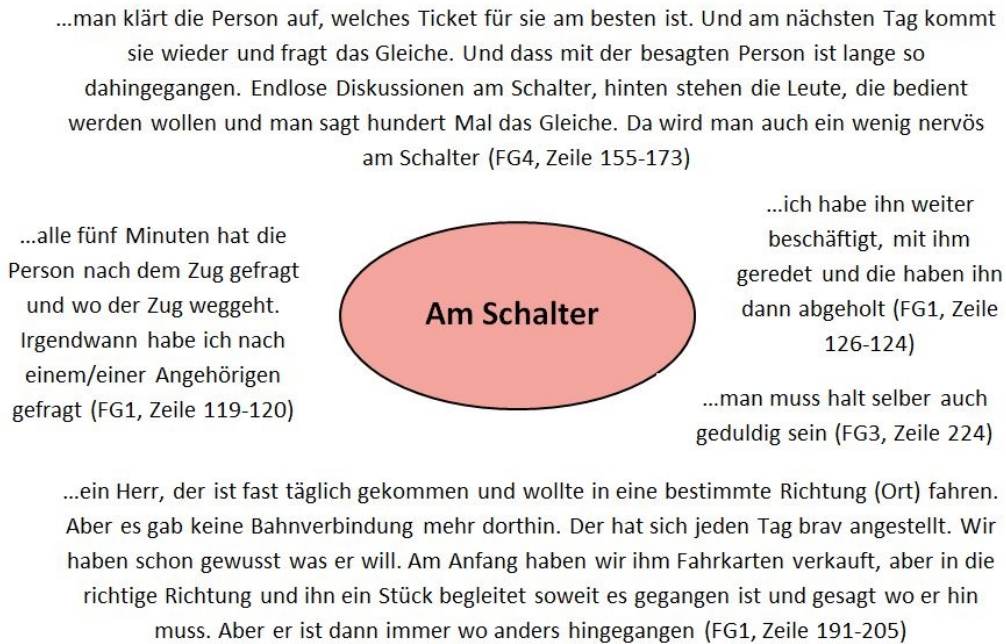 ...man klärt die Person auf, welches Ticket für sie am besten ist. Und am nächsten Tag kommt
sie wieder und fragt das Gleiche. Und dass mit der besagten Person ist lange so
dahingegangen. Endlose Diskussionen am Schalter, hinten stehen die Leute, die bedient
werden wollen und man sagt hundert Mal das Gleiche. Da wird man auch ein wenig nervös
am Schalter (FG4, Zeile 155-173)
...alle fünf Minuten hat die
Person nach dem Zug gefragt
und wo der Zug weggeht.
Irgendwann habe ich nach
einem/einer Angehörigen
gefragt (FG1, Zeile 119-120)
Am Schalter
...ich habe ihn weiter
beschäftigt, mit ihm
geredet und die haben ihn
dann abgeholt (FG1, Zeile
126-124)
...man muss halt selber auch
geduldig sein (FG3, Zeile 224)
...ein Herr, der ist fast täglich gekommen und wollte in eine bestimmte Richtung (Ort) fahren.
Aber es gab keine Bahnverbindung mehr dorthin. Der hat sich jeden Tag brav angestellt. Wir
haben schon gewusst was er will. Am Anfang haben wir ihm Fahrkarten verkauft, aber in die
richtige Richtung und ihn ein Stück begleitet soweit es gegangen ist und gesagt wo er hin
muss. Aber er ist dann immer wo anders hingegangen (FG1, Zeile 191-205)